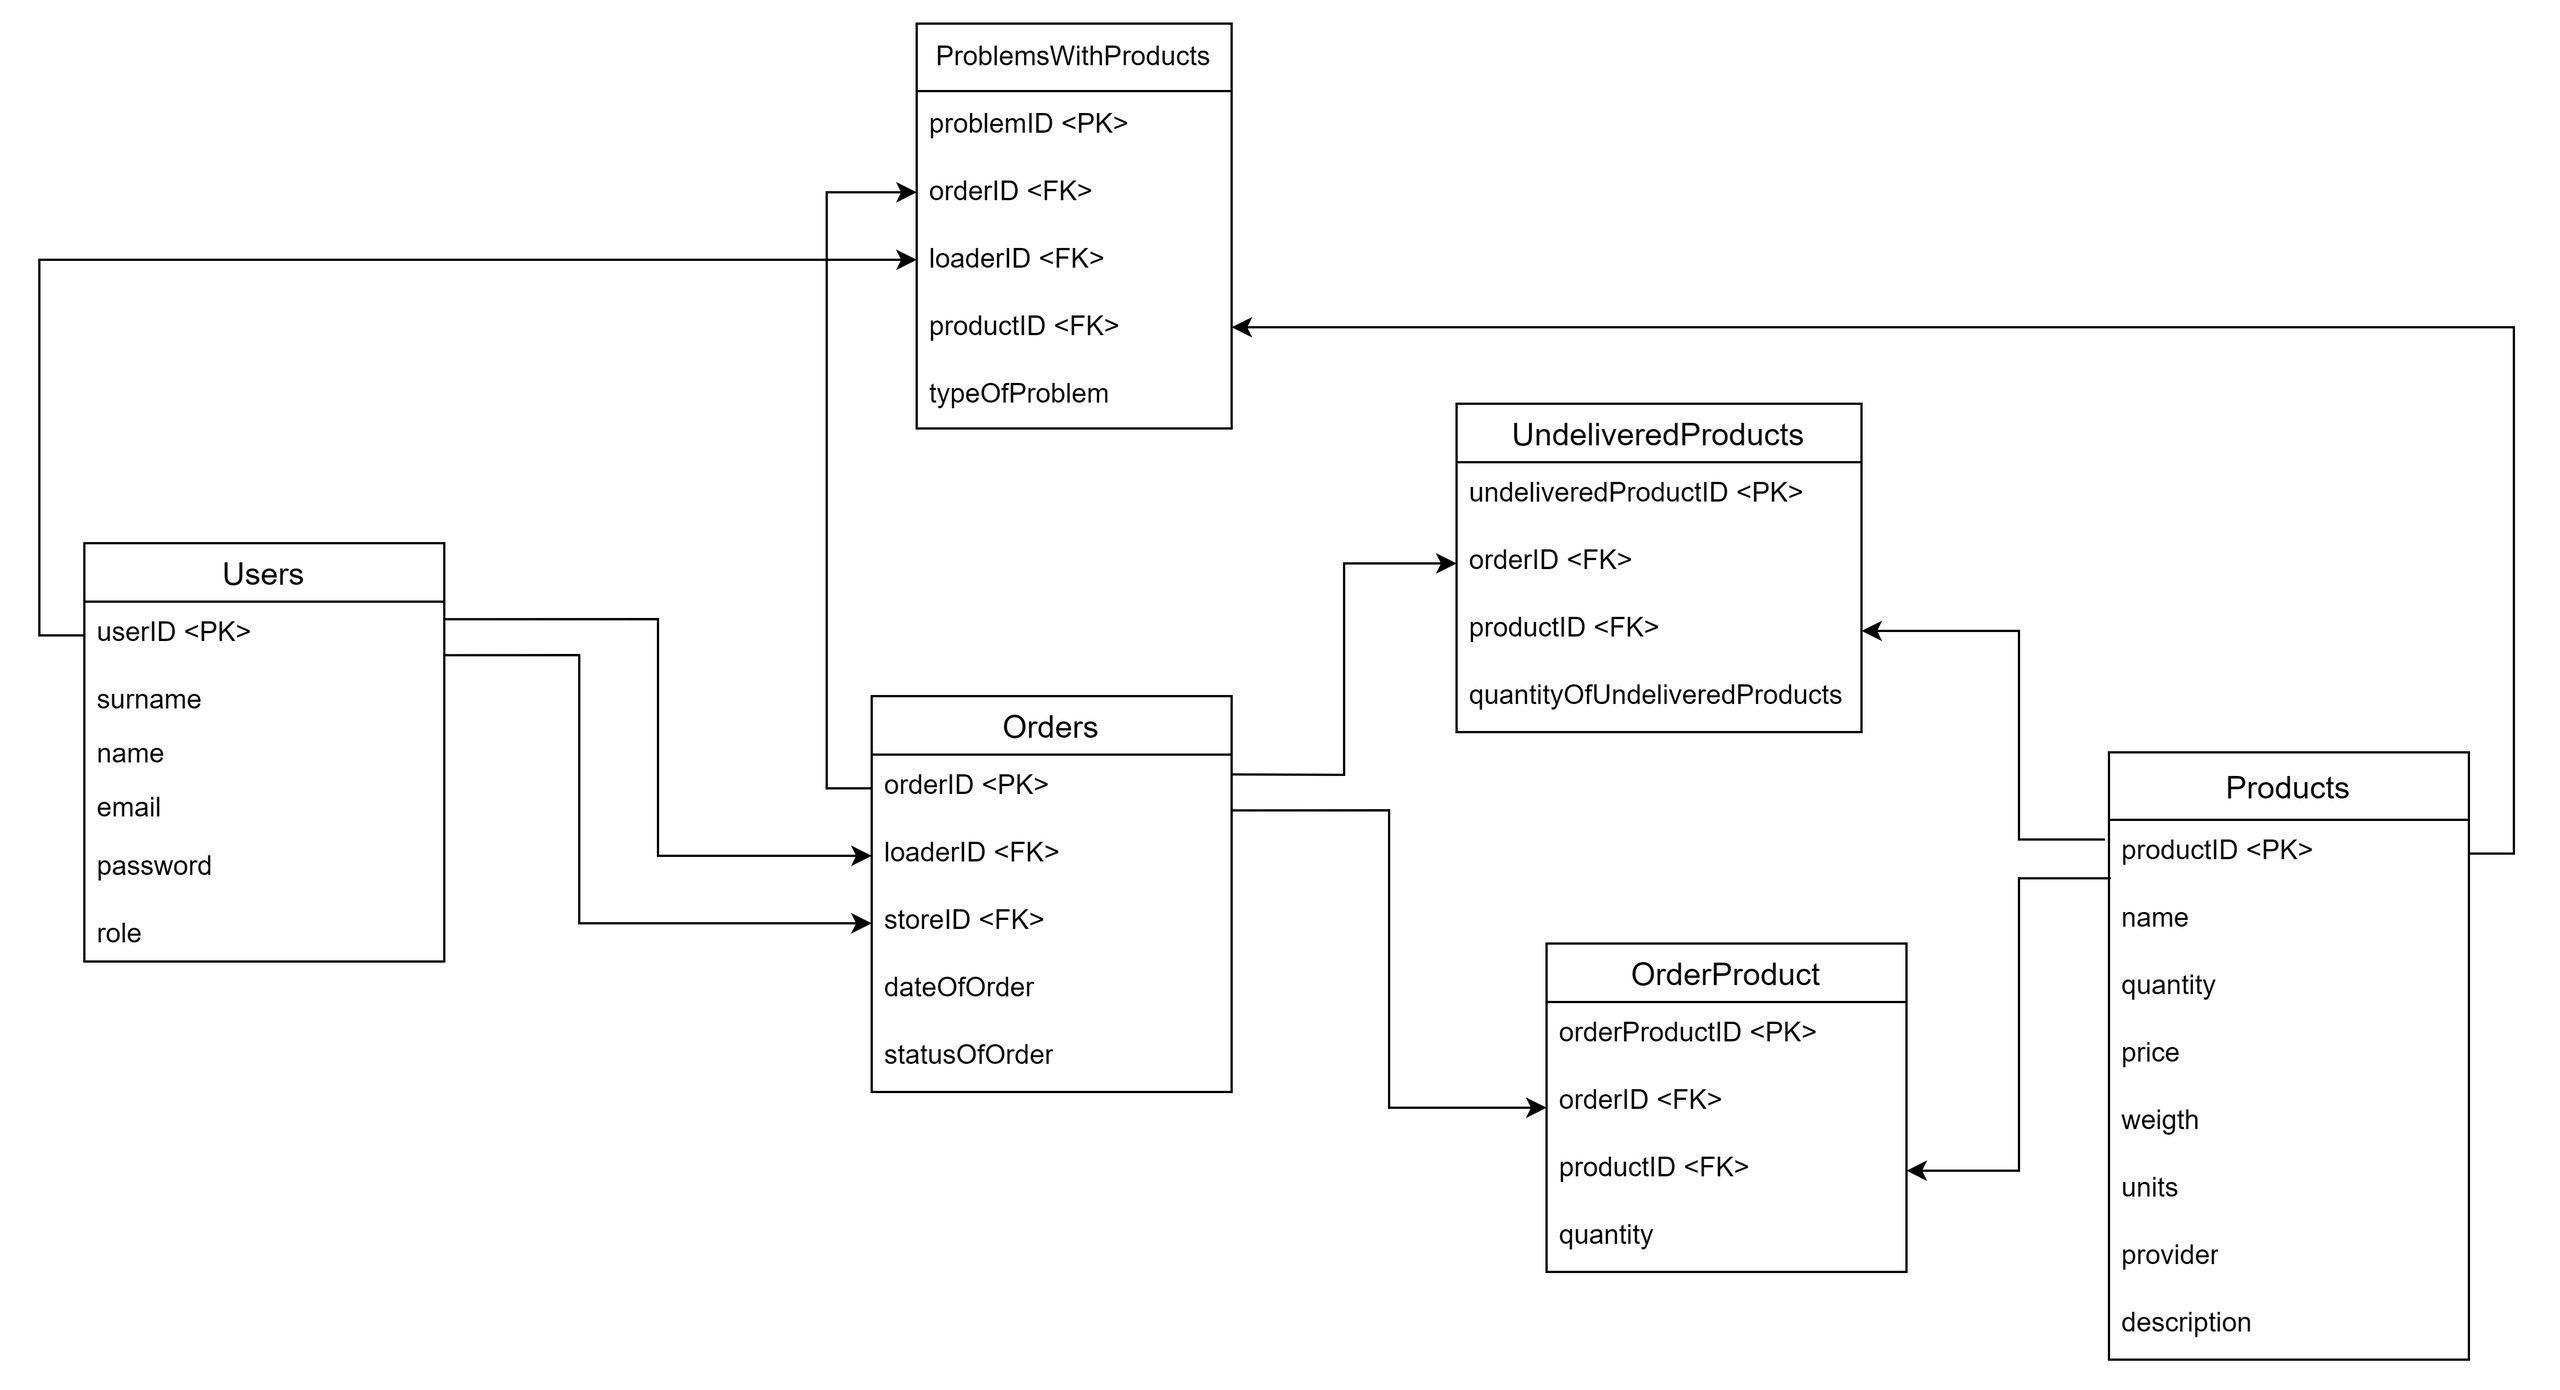 ProblemsWithProducts
problemID <PK>
orderID <FK>
loaderID <FK>
productID <FK>
typeOfProblem
UndeliveredProducts
undeliveredProductID <PK>
orderID <FK>
productID <FK>
quantityOfUndeliveredProducts
Users
userID <PK>
surname
name
email
password
role
Orders
orderID <PK>
loaderID <FK>
storeID <FK>
dateOfOrder
statusOfOrder
OrderProduct
orderProductID <PK>
orderID <FK>
productID <FK>
quantity
Products
productID <PK>
name
quantity
price
weigth
units
provider
description